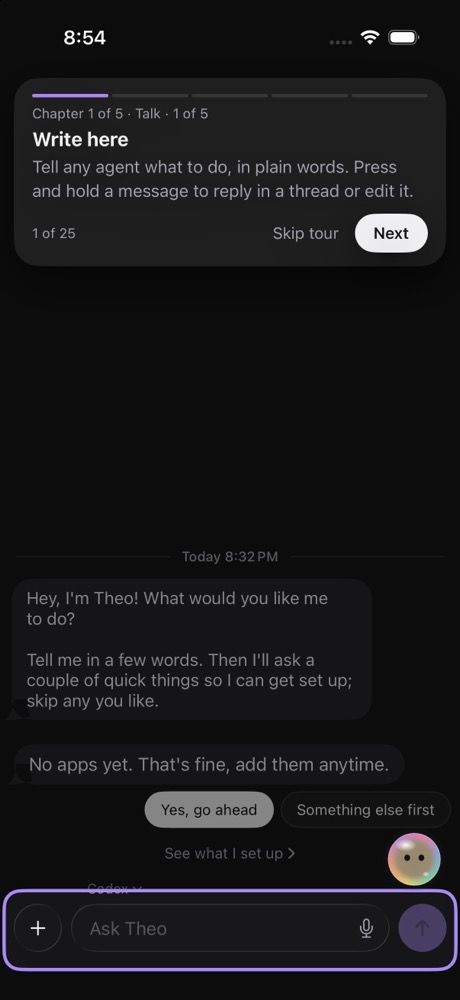 8:54
Chapter 1 of 5 · Talk · 1 of 5
Write here
Tell any agent what to do, in plain words. Press
and hold a message to reply in a thread or edit it.
1 of 25
Skip tour
Next
Today 8:32 PM
Hey, I'm Theo! What would you like me
to do?
Tell me in a few words. Then I'll ask a
couple of quick things so I can get set up;
skip any you like.
No apps yet. That's fine, add them anytime.
Yes, go ahead
Something else first
See what I set up
Codex
Ask Theo